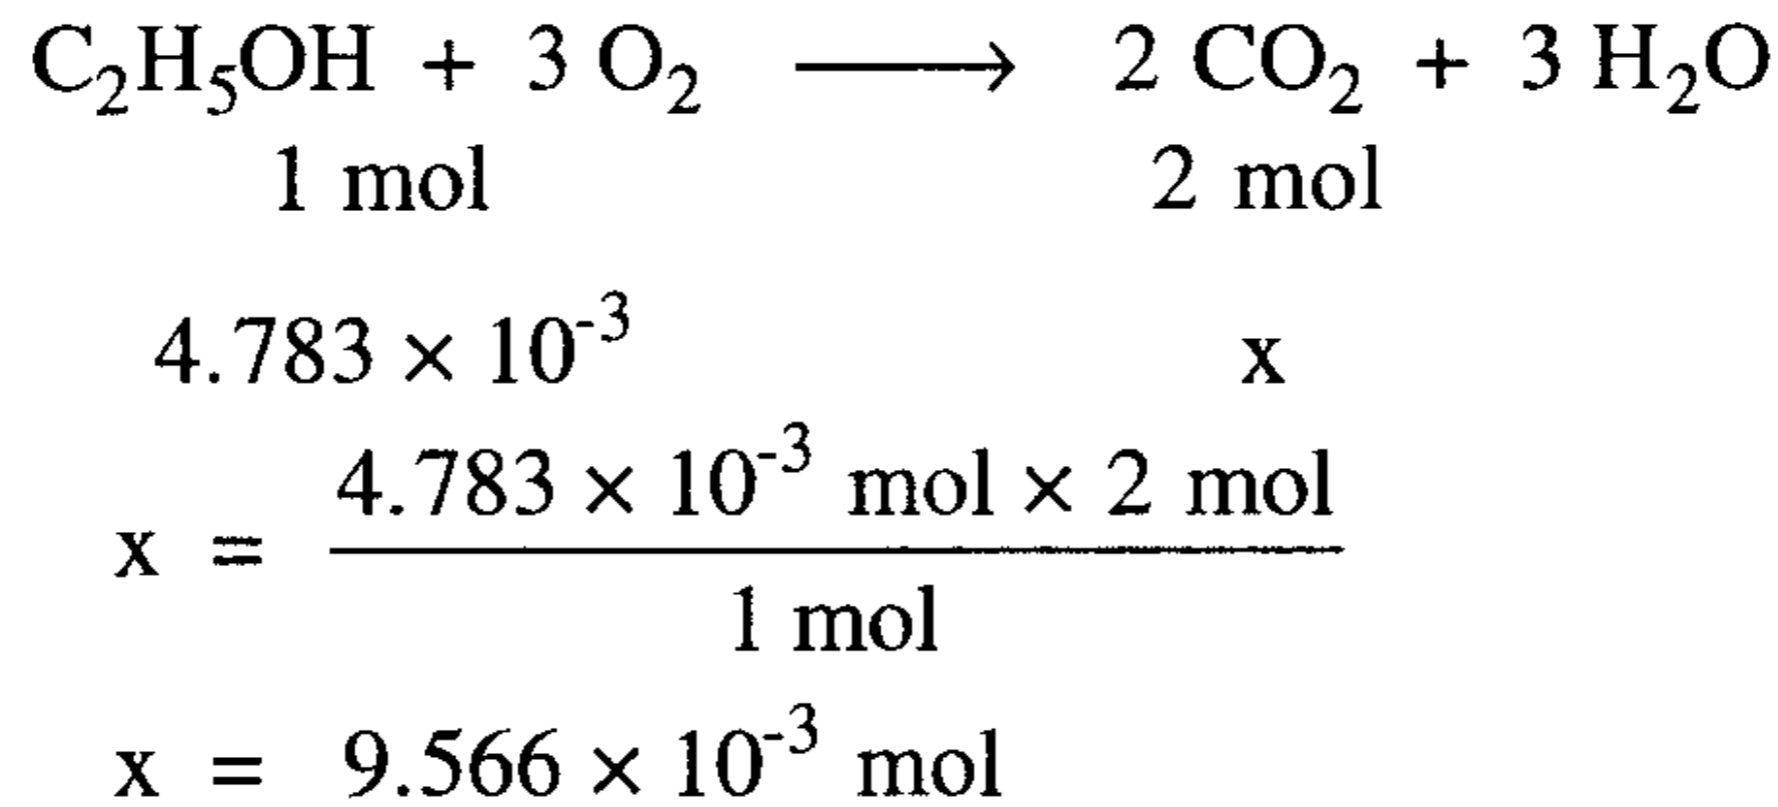 C₂H₅OH + 3 O₂ ⟶ 2 CO₂ + 3 H₂O
1 mol 2 mol
4.783 × 10⁻³ x
x = (4.783 × 10⁻³ mol × 2 mol) / (1 mol)
x = 9.566 × 10⁻³ mol